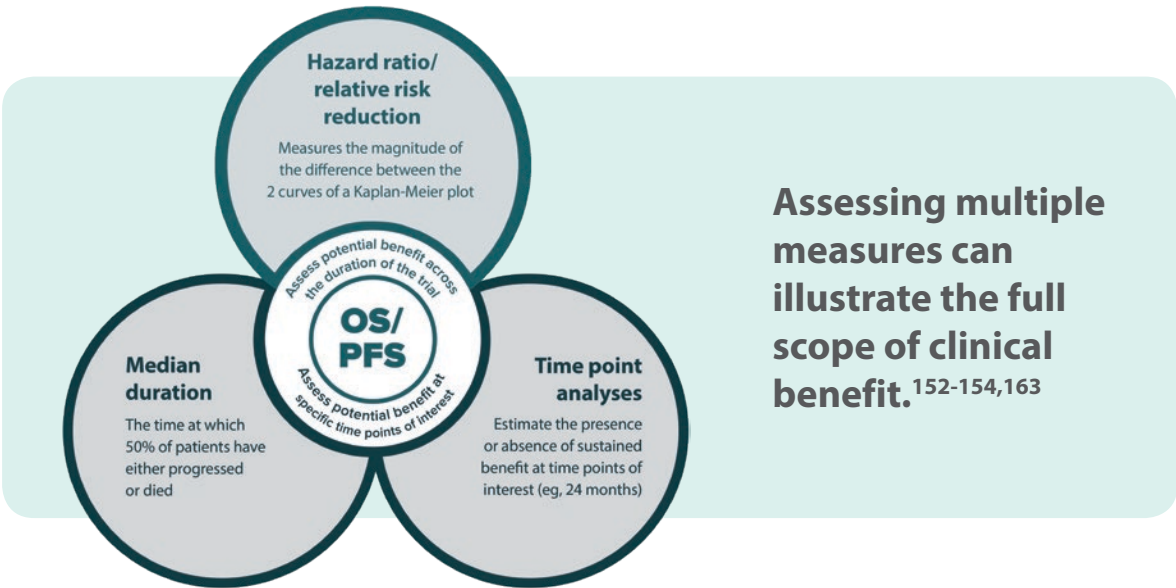 Hazard ratio/
relative risk
reduction
Measures the magnitude of
the difference between the
2 curves of a Kaplan-Meier plot
Assess potential benefit across
the duration of the trial
OS/
PFS
Assess potential benefit at
specific time points of interest
Median
duration
The time at which
50% of patients have
either progressed
or died
Time point
analyses
Estimate the presence
or absence of sustained
benefit at time points of
interest (eg, 24 months)
Assessing multiple
measures can
illustrate the full
scope of clinical
benefit.152-154,163